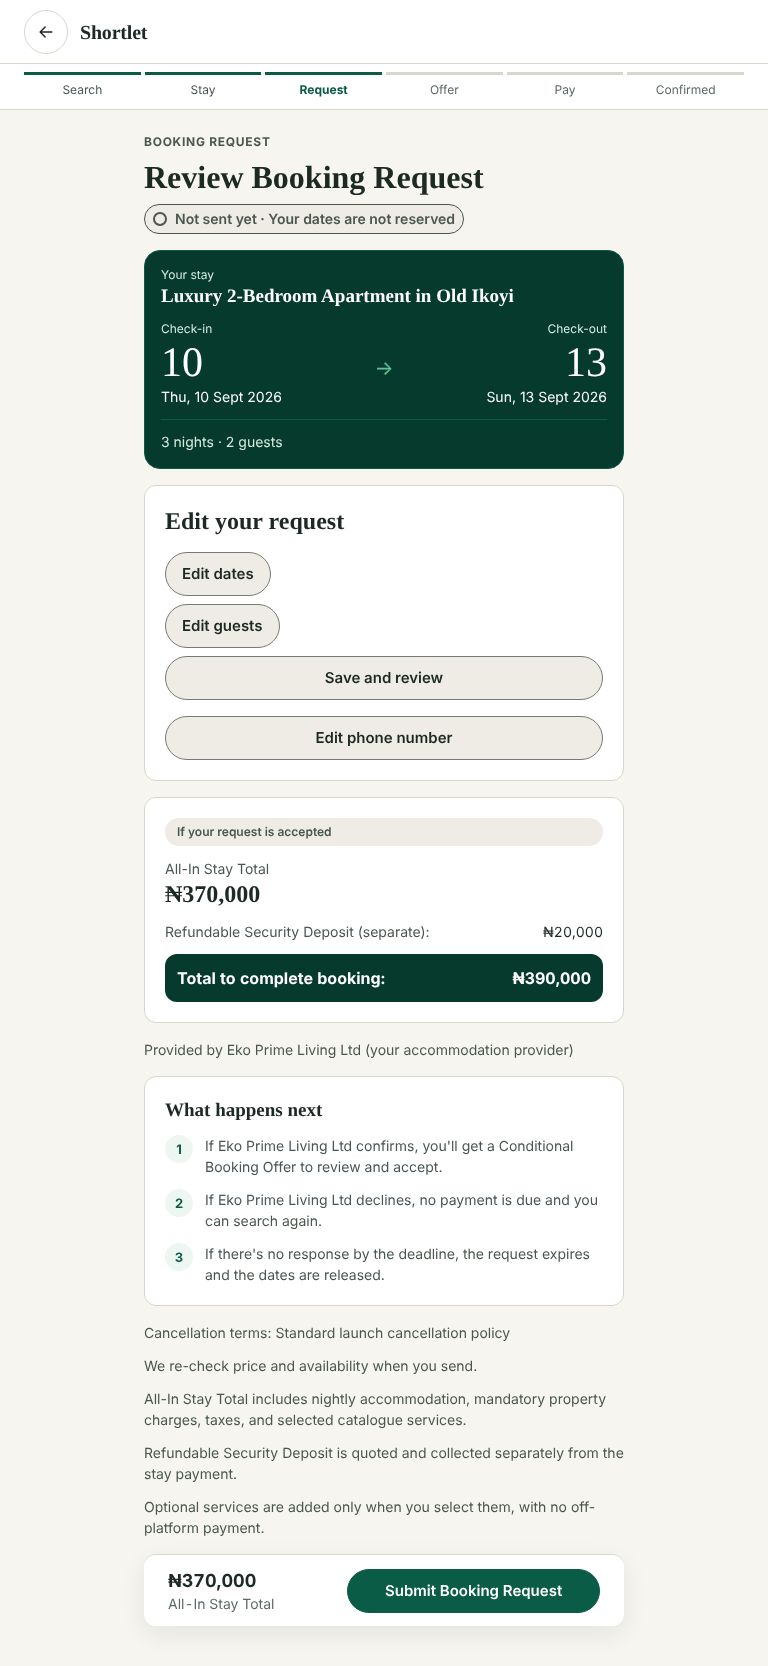 Shortlet
Search
Stay
Request
Offer
Pay
Confirmed
BOOKING REQUEST
Review Booking Request
Not sent yet · Your dates are not reserved
Your stay
Luxury 2-Bedroom Apartment in Old Ikoyi
Check-in
Check-out
10
→
13
Thu, 10 Sept 2026
Sun, 13 Sept 2026
3 nights · 2 guests
Edit your request
Edit dates
Edit guests
Save and review
Edit phone number
If your request is accepted
All-In Stay Total
₦370,000
Refundable Security Deposit (separate):
₦20,000
Total to complete booking:
₦390,000
Provided by Eko Prime Living Ltd (your accommodation provider)
What happens next
1
If Eko Prime Living Ltd confirms, you'll get a Conditional
Booking Offer to review and accept.
2
If Eko Prime Living Ltd declines, no payment is due and you
can search again.
3
If there's no response by the deadline, the request expires
and the dates are released.
Cancellation terms: Standard launch cancellation policy
We re-check price and availability when you send.
All-In Stay Total includes nightly accommodation, mandatory property
charges, taxes, and selected catalogue services.
Refundable Security Deposit is quoted and collected separately from the
stay payment.
Optional services are added only when you select them, with no off-
platform payment.
₦370,000
All-In Stay Total
Submit Booking Request